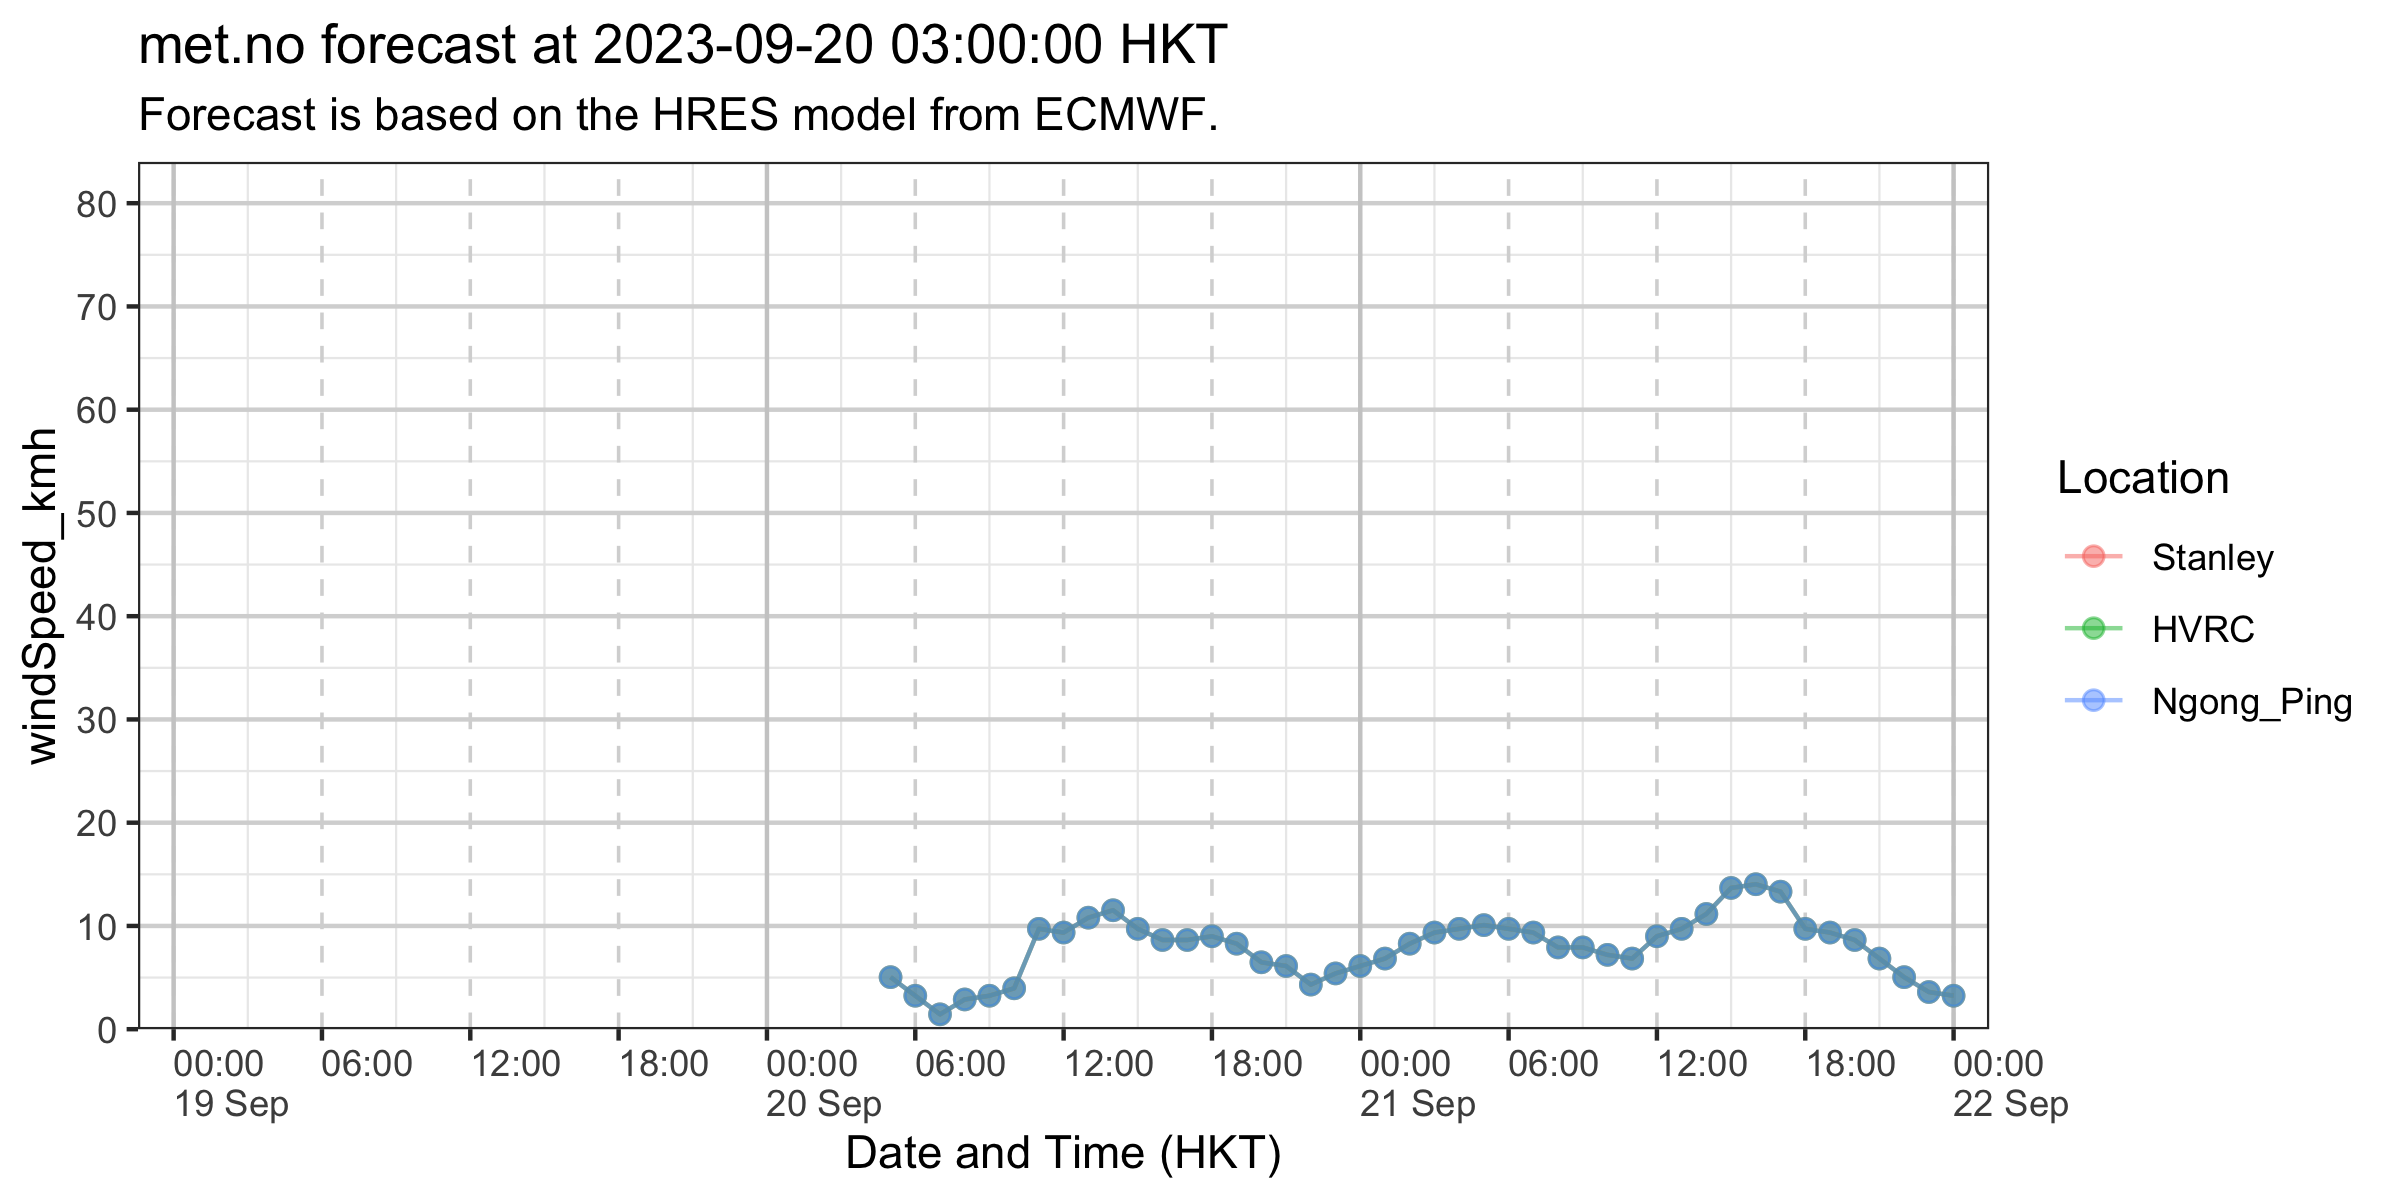 met.no forecast at 2023-09-20 03:00:00 HKT
Forecast is based on the HRES model from ECMWF.
windSpeed_kmh
80
70
60
50
40
30
20
10
0
00:00 06:00 12:00 18:00 00:00 06:00 12:00 18:00 00:00 06:00 12:00 18:00 00:00
19 Sep 20 Sep 21 Sep 22 Sep
Date and Time (HKT)
Location
Stanley
HVRC
Ngong_Ping